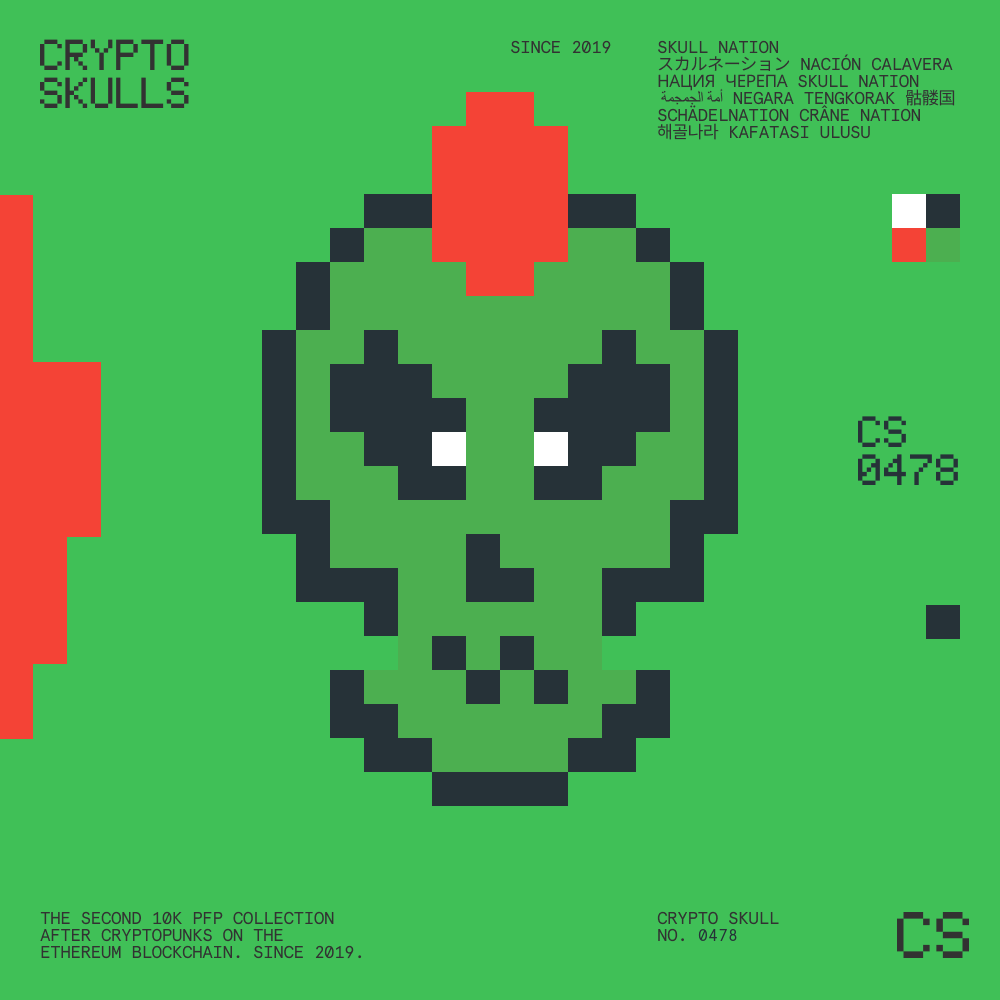 CRYPTO
SKULLS
SINCE 2019
SKULL NATION
スカルネーション NACIÓN CALAVERA
НАЦИЯ ЧЕРЕПА SKULL NATION
أمة الجمجمة NEGARA TENGKORAK 骷髅国
SCHÄDELNATION CRÂNE NATION
해골나라 KAFATASI ULUSU
CS
0478
THE SECOND 10K PFP COLLECTION
AFTER CRYPTOPUNKS ON THE
ETHEREUM BLOCKCHAIN. SINCE 2019.
CRYPTO SKULL
NO. 0478
CS